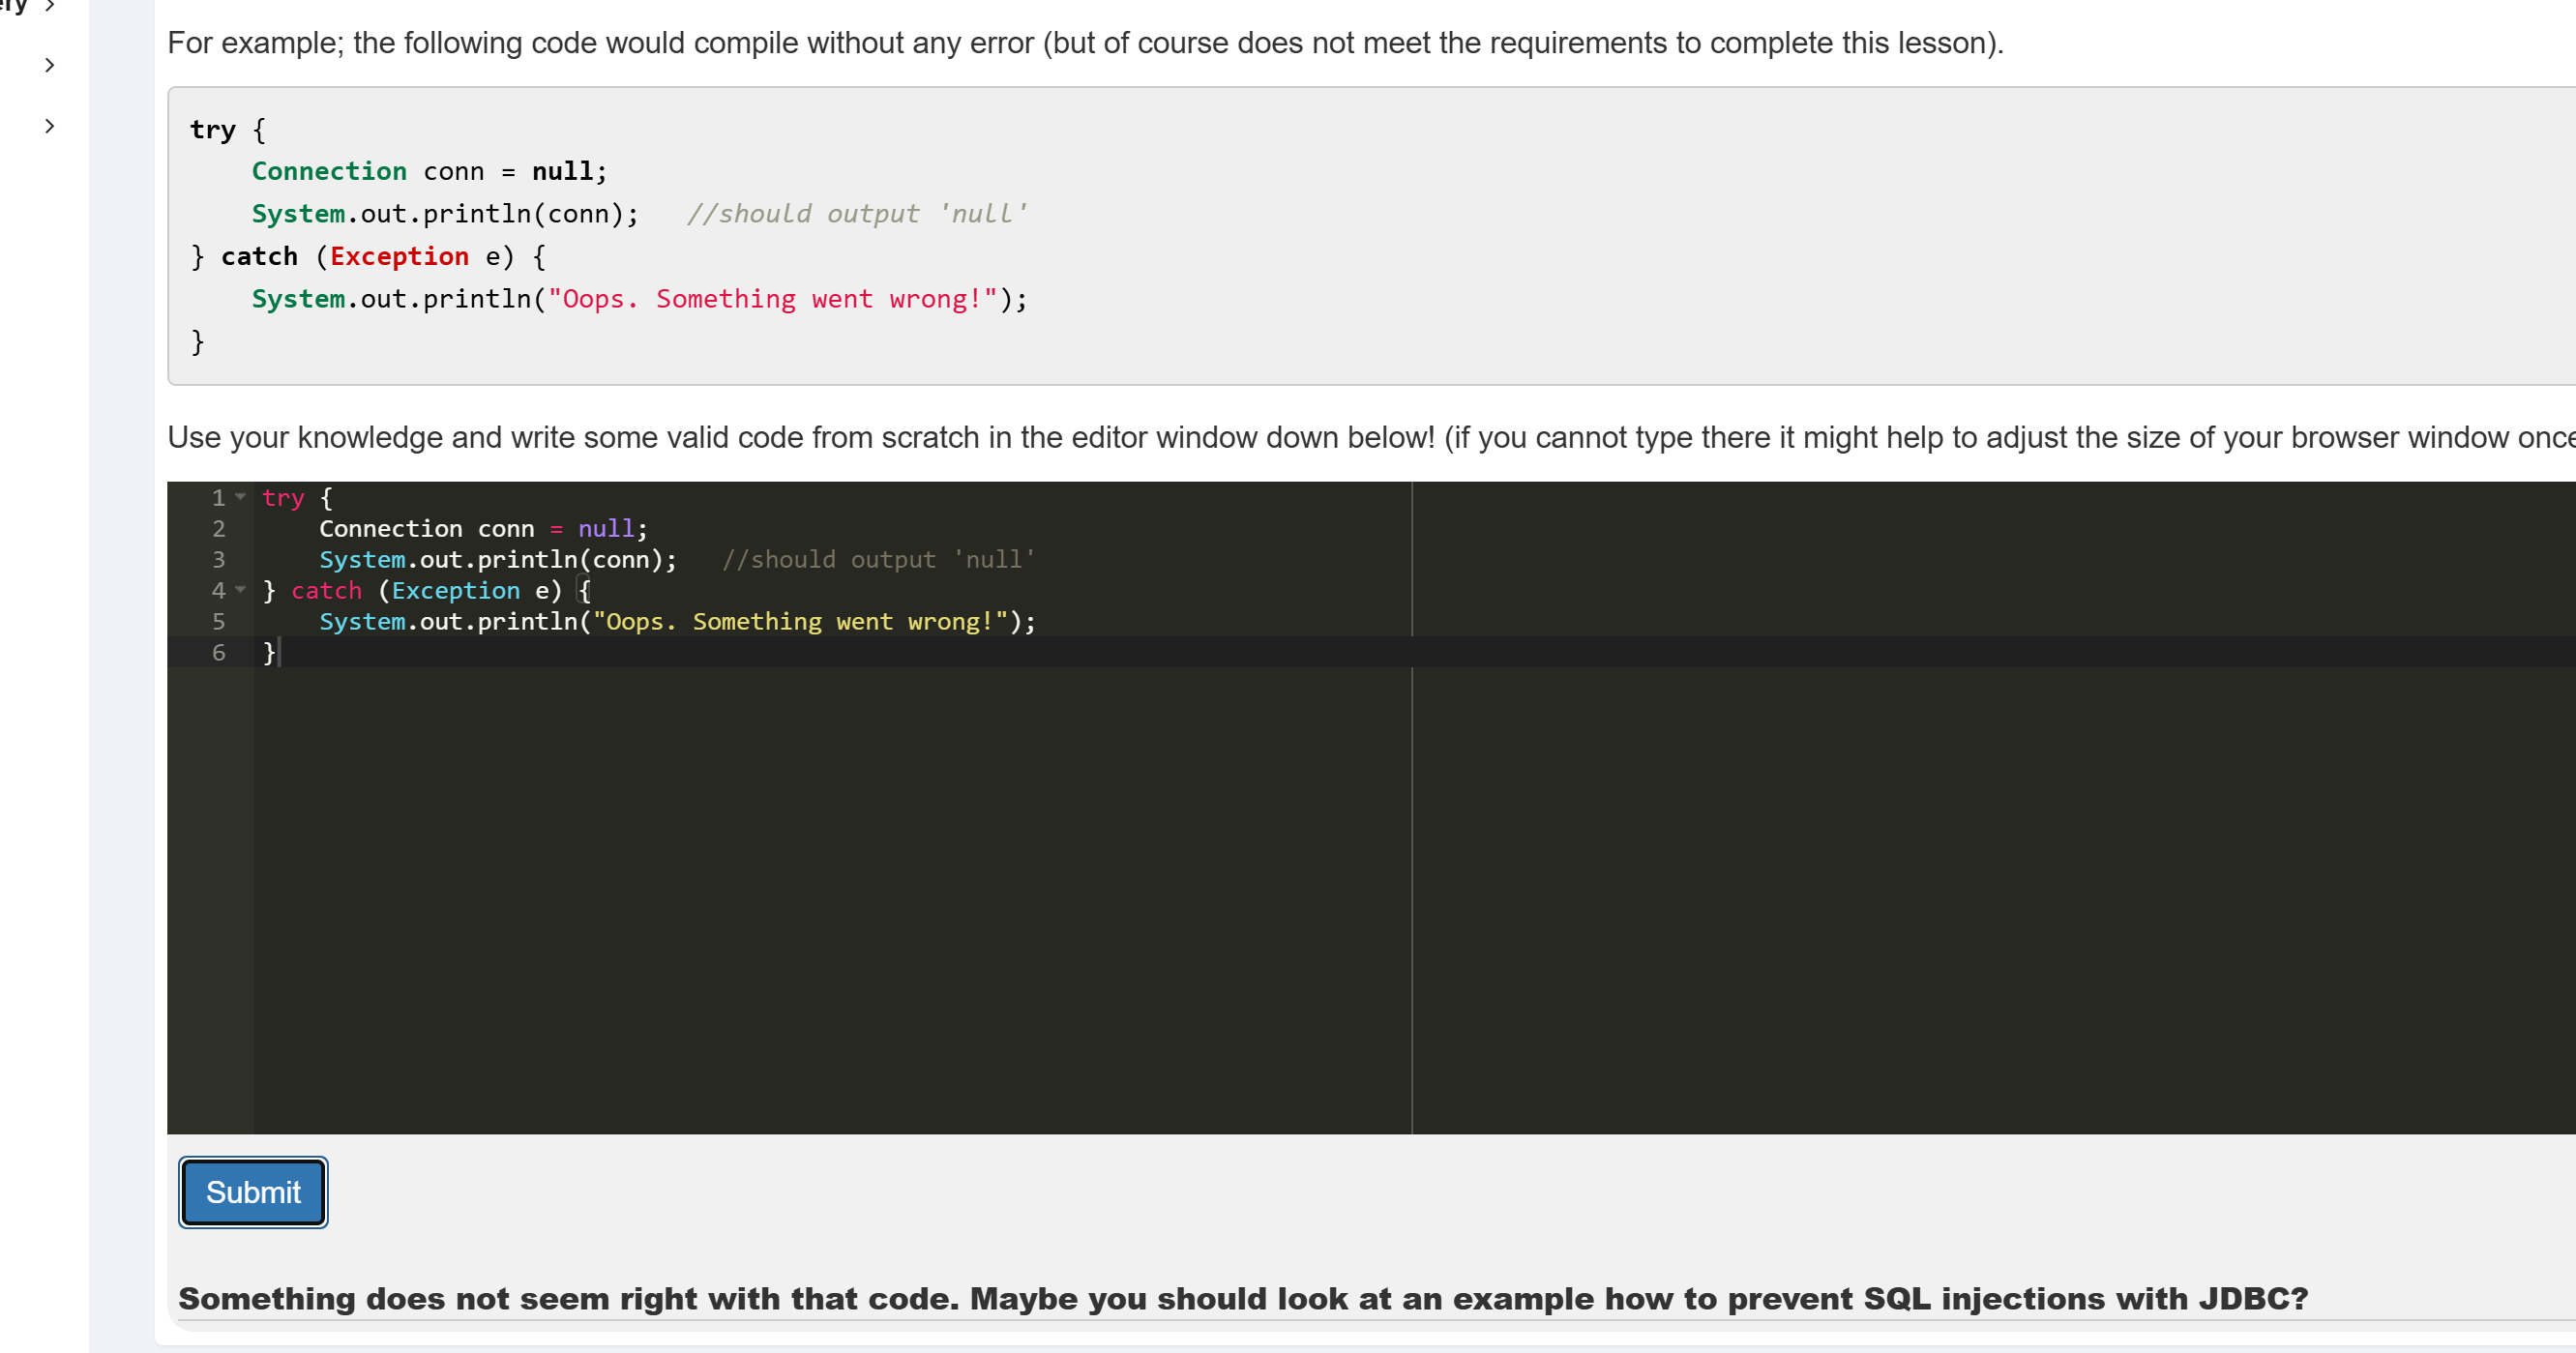 ery >
>
>
For example; the following code would compile without any error (but of course does not meet the requirements to complete this lesson).
try {
    Connection conn = null;
    System.out.println(conn);   //should output 'null'
} catch (Exception e) {
    System.out.println("Oops. Something went wrong!");
}
Use your knowledge and write some valid code from scratch in the editor window down below! (if you cannot type there it might help to adjust the size of your browser window once
1 try {
2     Connection conn = null;
3     System.out.println(conn);   //should output 'null'
4 } catch (Exception e) {
5     System.out.println("Oops. Something went wrong!");
6 }
Submit
Something does not seem right with that code. Maybe you should look at an example how to prevent SQL injections with JDBC?